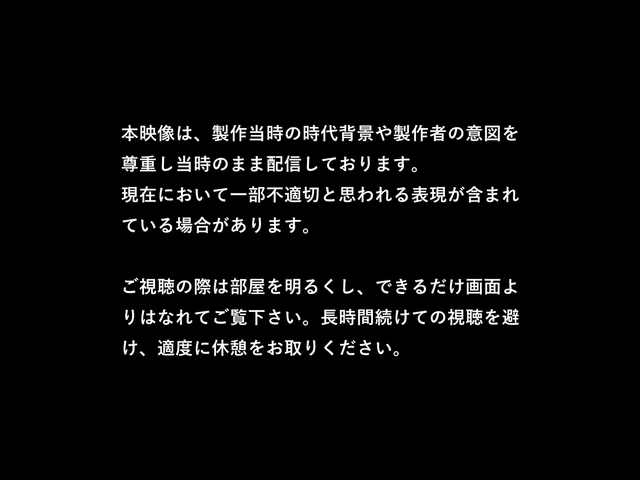 本映像は、製作当時の時代背景や製作者の意図を
尊重し当時のまま配信しております。
現在において一部不適切と思われる表現が含まれ
ている場合があります。
ご視聴の際は部屋を明るくし、できるだけ画面よ
りはなれてご覧下さい。長時間続けての視聴を避
け、適度に休憩をお取りください。